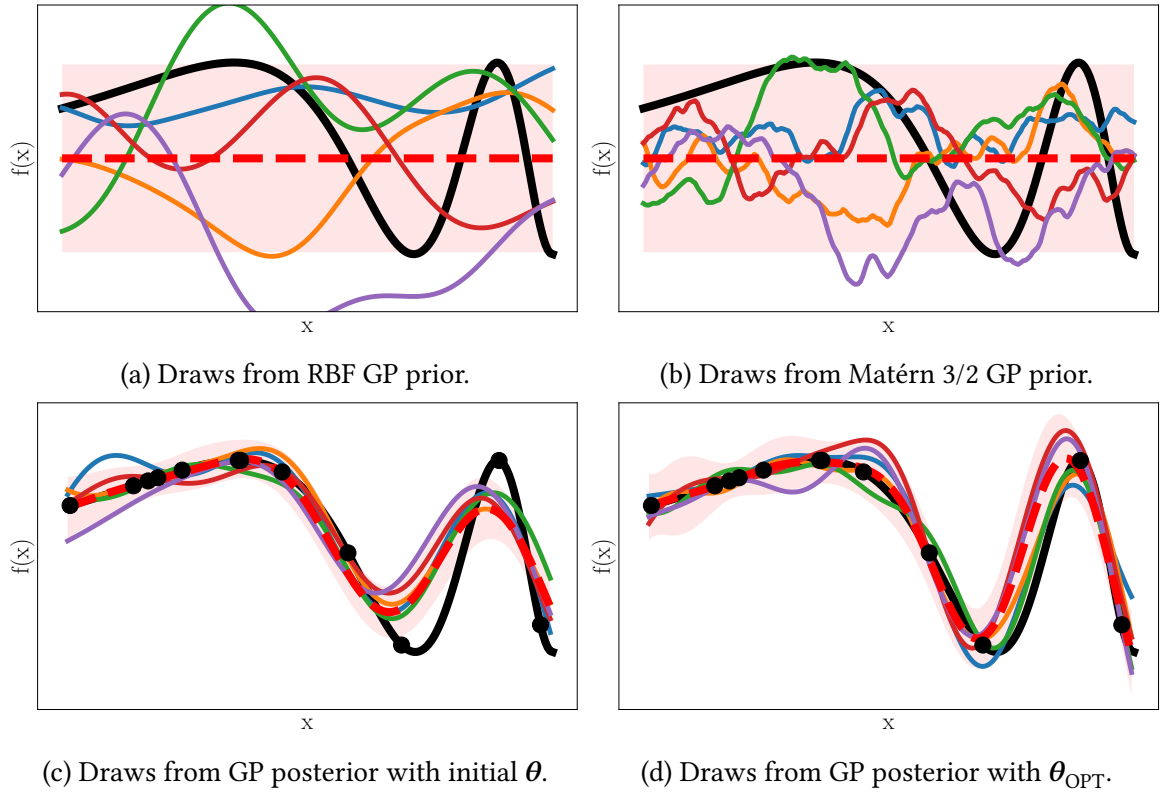 f(x)
x
(a) Draws from RBF GP prior.
f(x)
x
(b) Draws from Matérn 3/2 GP prior.
f(x)
x
(c) Draws from GP posterior with initial θ.
f(x)
x
(d) Draws from GP posterior with θ_OPT.